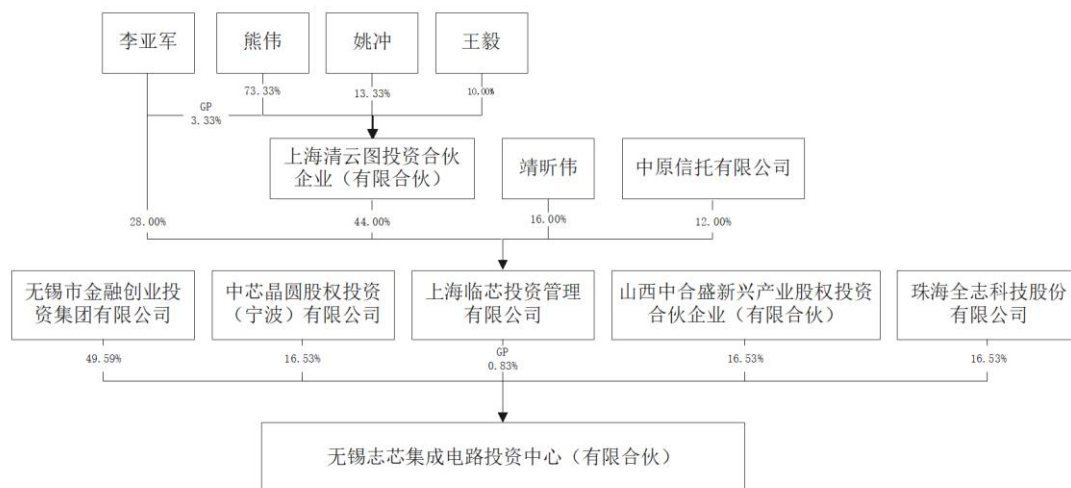 李亚军
熊伟
姚冲
王毅
73.33%
13.33%
10.00%
GP
3.33%
上海清云图投资合伙
企业（有限合伙）
靖昕伟
中原信托有限公司
28.00%
44.00%
16.00%
12.00%
无锡市金融创业投
资集团有限公司
中芯晶圆股权投资
（宁波）有限公司
上海临芯投资管理
有限公司
山西中合盛新兴产业股权投资
合伙企业（有限合伙）
珠海全志科技股份
有限公司
49.59%
16.53%
GP
0.83%
16.53%
16.53%
无锡志芯集成电路投资中心（有限合伙）